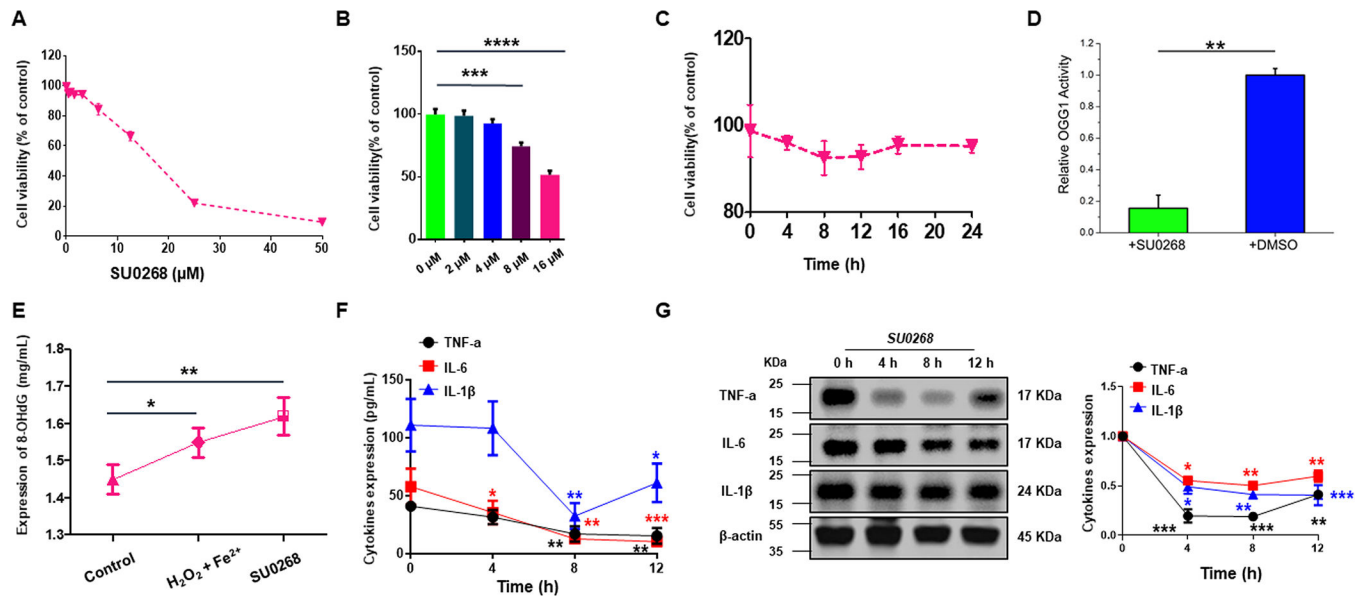 A
Cell viability (% of control)
120
100
80
60
40
20
0
0 10 20 30 40 50
SU0268 (μM)
B
Cell viability(% of control)
150
100
50
0
****
***
0 μM 2 μM 4 μM 8 μM 16 μM
C
Cell viability(% of control)
120
100
80
0 4 8 12 16 20 24
Time (h)
D
Relative OGG1 Activity
1.2
1.0
0.8
0.6
0.4
0.2
0.0
**
+SU0268 +DMSO
E
Expression of 8-OHdG (mg/mL)
1.8
1.7
1.6
1.5
1.4
1.3
**
*
Control H₂O₂ + Fe²⁺ SU0268
F
TNF-a
IL-6
IL-1β
Cytokines expression (pg/mL)
150
100
50
0
*
**
**
**
*
***
**
0 4 8 12
Time (h)
G
SU0268
KDa 0 h 4 h 8 h 12 h
TNF-a 25 15 17 KDa
IL-6 25 15 17 KDa
IL-1β 25 15 24 KDa
β-actin 55 35 45 KDa
TNF-a
IL-6
IL-1β
Cytokines expression
1.5
1.0
0.5
0.0
*
*
***
**
**
***
**
***
**
0 4 8 12
Time (h)